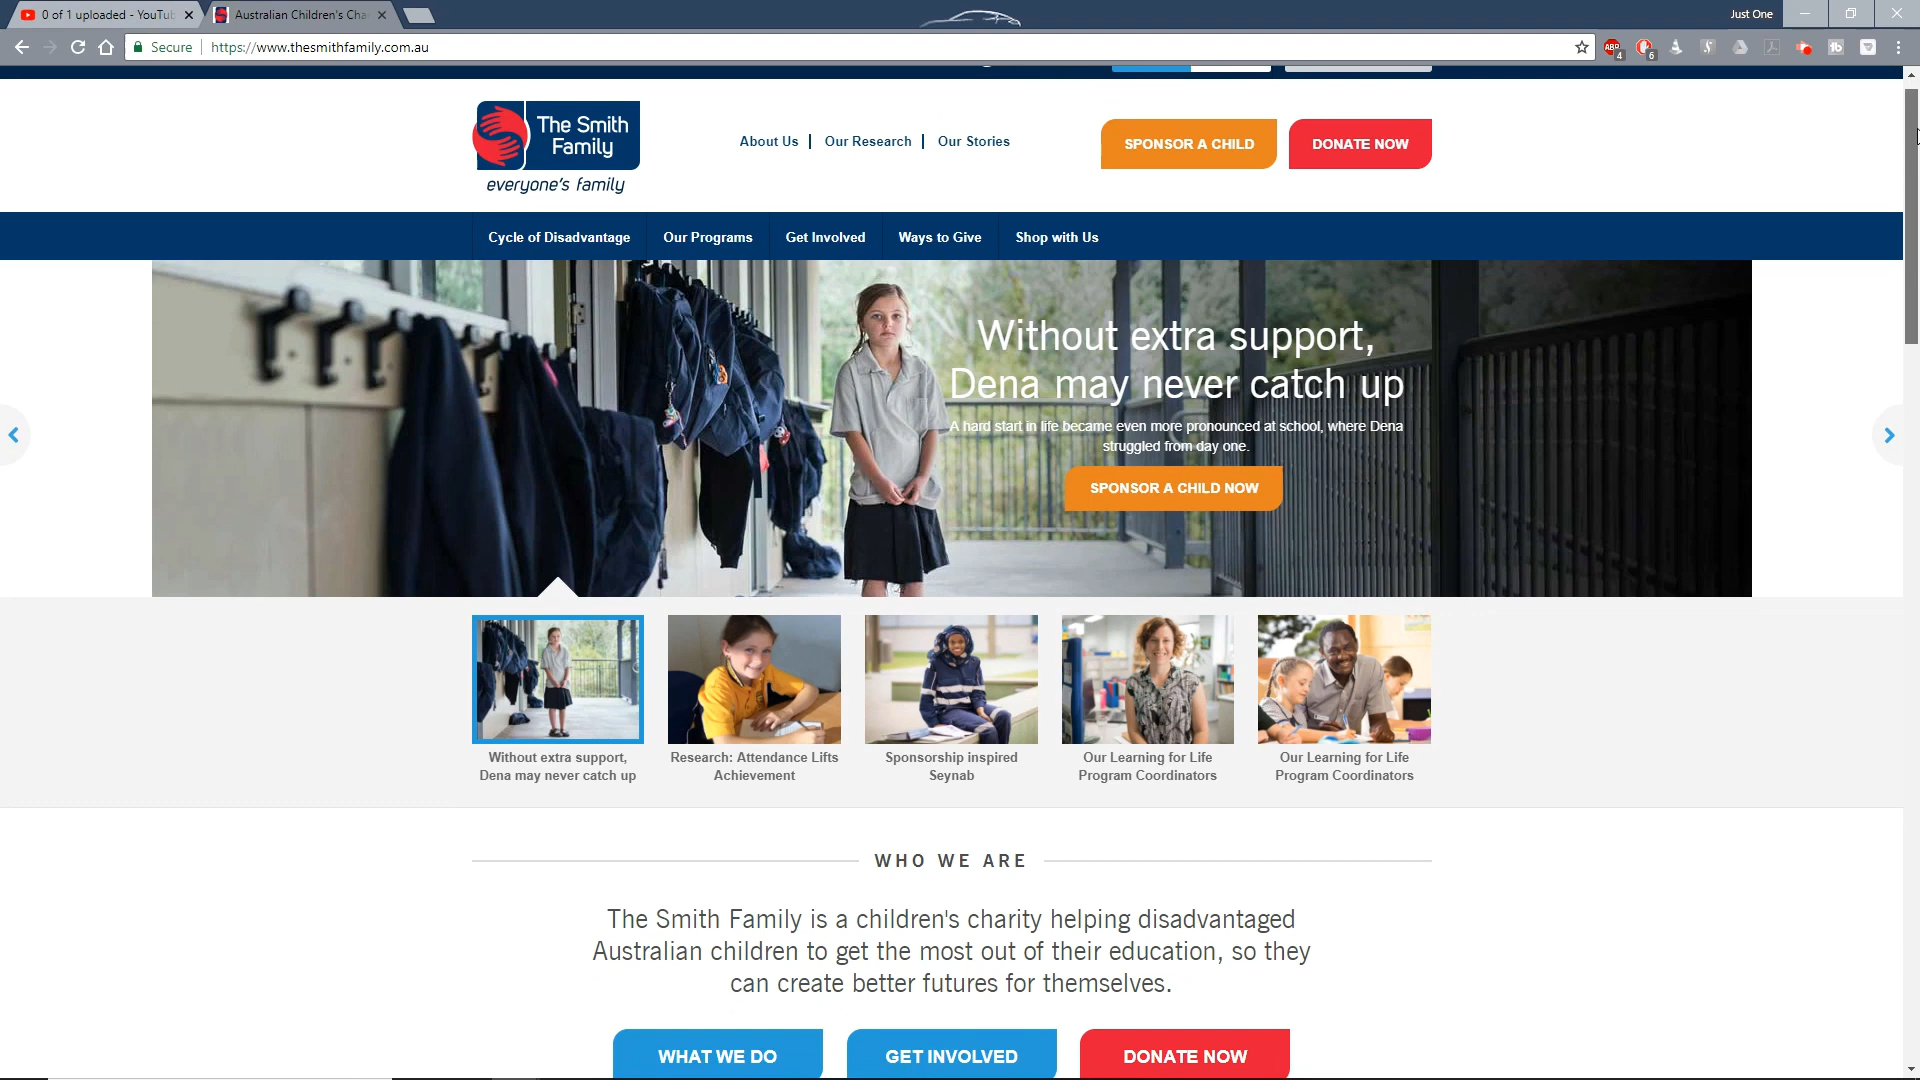 0 of 1 uploaded - YouTub
Australian Children's Cha
Just One
Secure
https://www.thesmithfamily.com.au
ABP
4
6
The Smith
Family
everyone's family
About Us
Our Research
Our Stories
SPONSOR A CHILD
DONATE NOW
Cycle of Disadvantage
Our Programs
Get Involved
Ways to Give
Shop with Us
Without extra support,
Dena may never catch up
A hard start in life became even more pronounced at school, where Dena
struggled from day one.
SPONSOR A CHILD NOW
Without extra support,
Dena may never catch up
Research: Attendance Lifts
Achievement
Sponsorship inspired
Seynab
Our Learning for Life
Program Coordinators
Our Learning for Life
Program Coordinators
WHO WE ARE
The Smith Family is a children's charity helping disadvantaged
Australian children to get the most out of their education, so they
can create better futures for themselves.
WHAT WE DO
GET INVOLVED
DONATE NOW